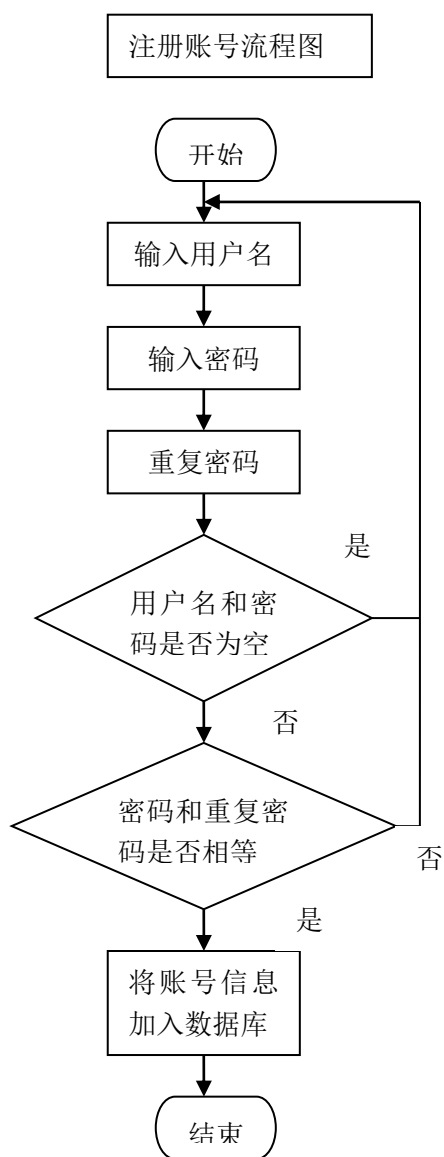 注册账号流程图
开始
输入用户名
输入密码
重复密码
是
用户名和密
码是否为空
否
密码和重复密
码是否相等
否
是
将账号信息
加入数据库
结束